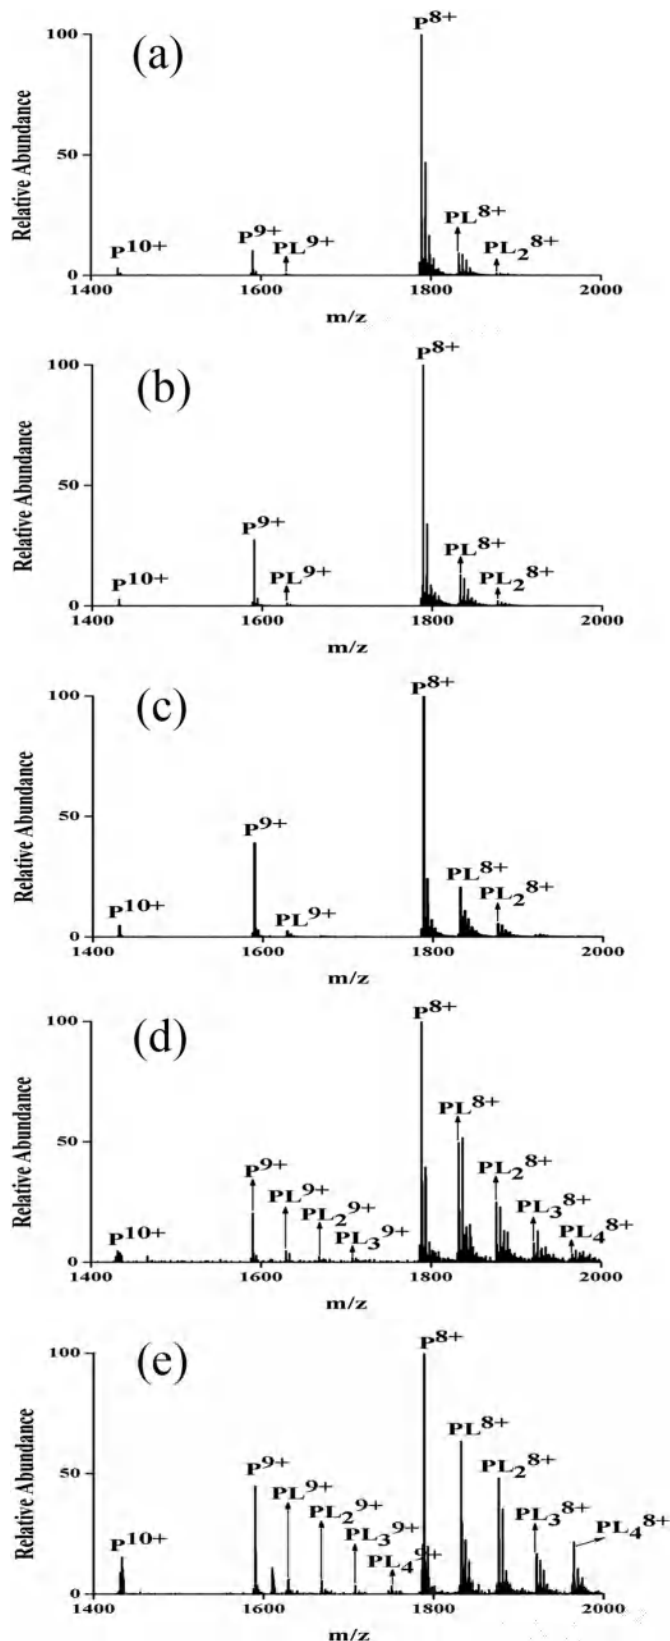 (a)
Relative Abundance
100
50
0
P10+
P9+
PL9+
P8+
PL8+
PL28+
1400 1600 1800 2000
m/z
(b)
Relative Abundance
100
50
0
P10+
P9+
PL9+
P8+
PL8+
PL28+
1400 1600 1800 2000
m/z
(c)
Relative Abundance
100
50
0
P10+
P9+
PL9+
P8+
PL8+
PL28+
1400 1600 1800 2000
m/z
(d)
Relative Abundance
100
50
0
P10+
P9+
PL9+
PL29+
PL39+
P8+
PL8+
PL28+
PL38+
PL48+
1400 1600 1800 2000
m/z
(e)
Relative Abundance
100
50
0
P10+
P9+
PL9+
PL29+
PL39+
PL49+
P8+
PL8+
PL28+
PL38+
PL48+
1400 1600 1800 2000
m/z